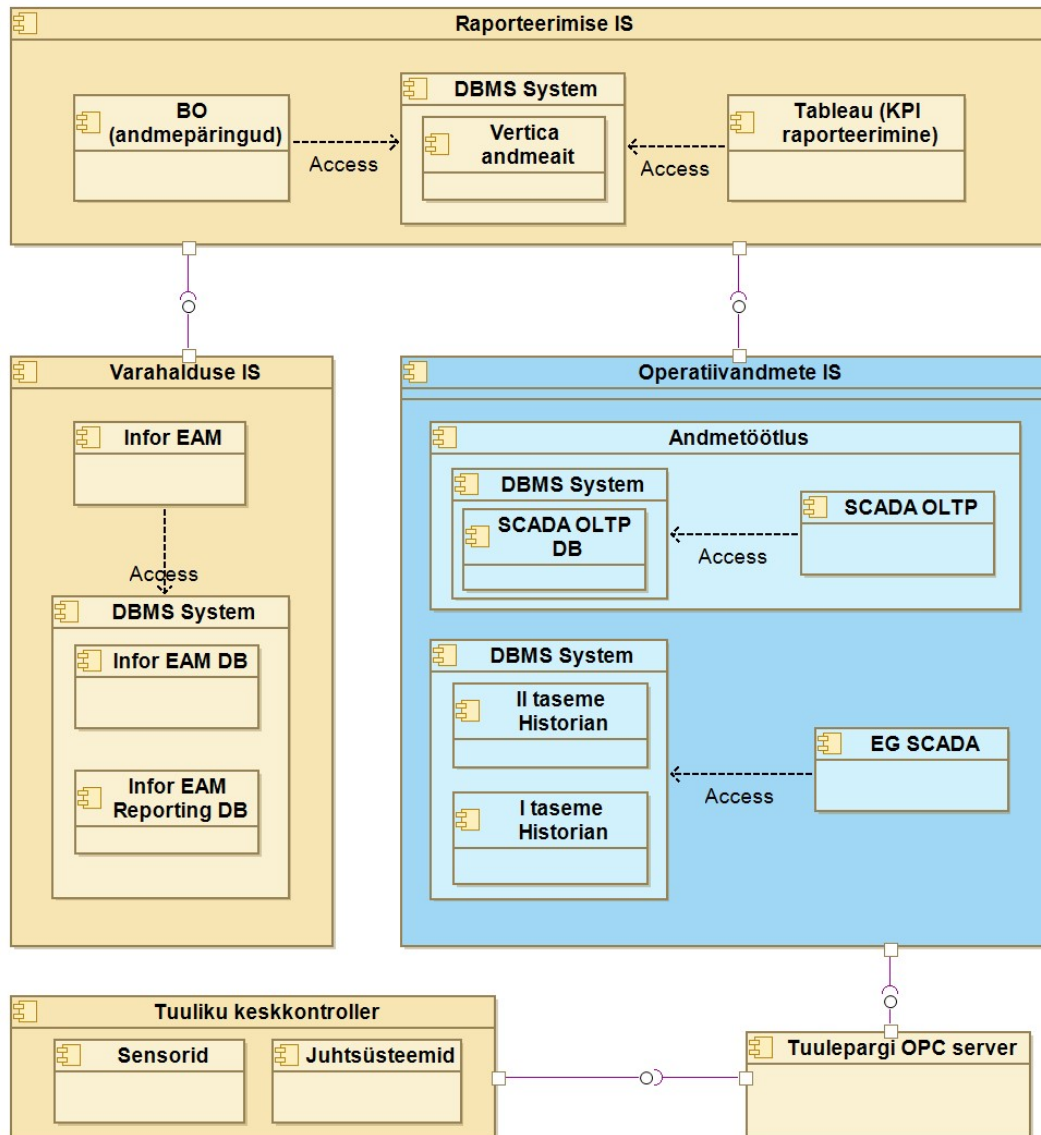 Raporteerimise IS
BO
(andmepäringud)
Access
DBMS System
Vertica
andmeait
Access
Tableau (KPI
raporteerimine)
Varahalduse IS
Infor EAM
Access
DBMS System
Infor EAM DB
Infor EAM
Reporting DB
Operatiivandmete IS
Andmetöötlus
DBMS System
SCADA OLTP
DB
Access
SCADA OLTP
DBMS System
II taseme
Historian
I taseme
Historian
Access
EG SCADA
Tuuliku keskkontroller
Sensorid
Juhtsüsteemid
Tuulepargi OPC server